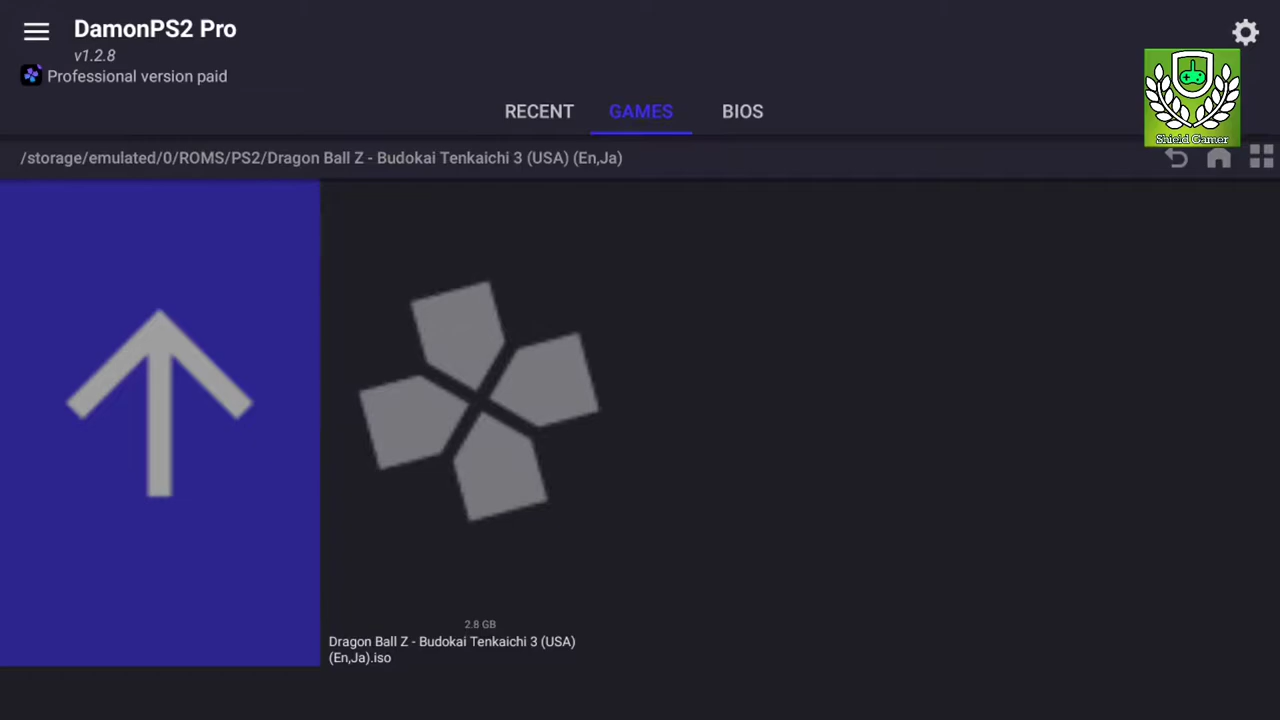 DamonPS2 Pro
v1.2.8
Professional version paid
Shield Gamer
RECENT GAMES BIOS
/storage/emulated/0/ROMS/PS2/Dragon Ball Z - Budokai Tenkaichi 3 (USA) (En,Ja)
2.8 GB
Dragon Ball Z - Budokai Tenkaichi 3 (USA)
(En,Ja).iso